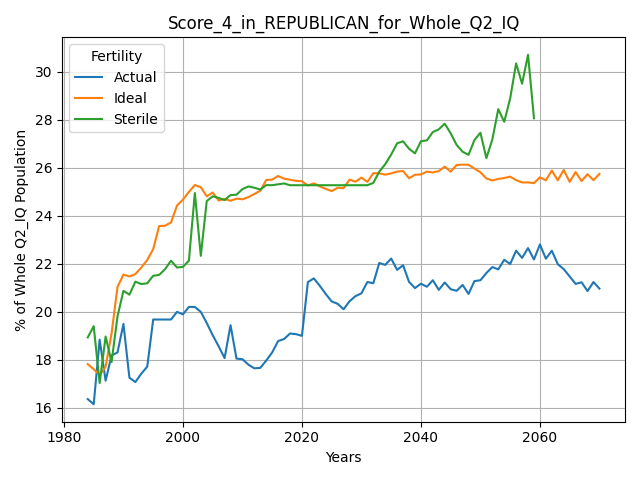 Score_4_in_REPUBLICAN_for_Whole_Q2_IQ
Fertility
Actual
Ideal
Sterile
% of Whole Q2_IQ Population
30
28
26
24
22
20
18
16
1980
2000
2020
2040
2060
Years